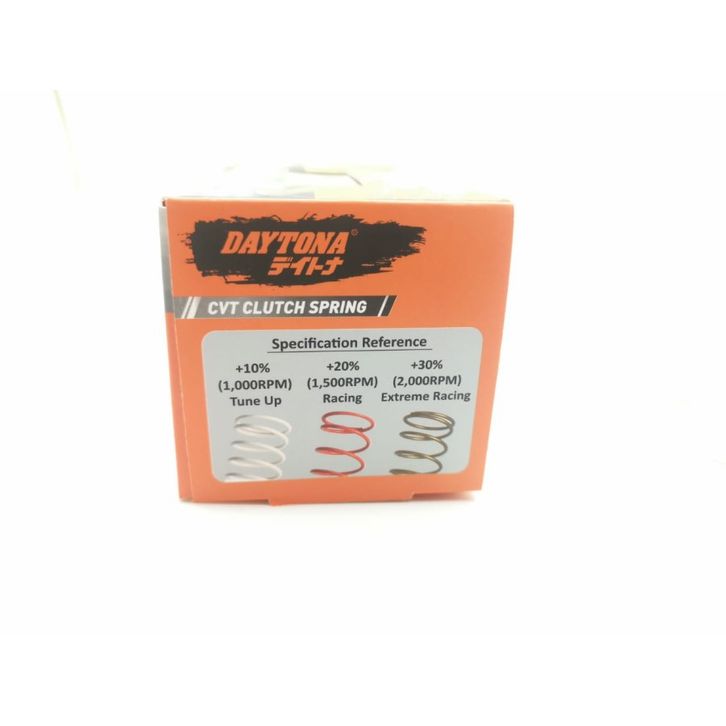 DAYTONA®
デイトナ
CVT CLUTCH SPRING
Specification Reference
+10%
(1,000RPM)
Tune Up
+20%
(1,500RPM)
Racing
+30%
(2,000RPM)
Extreme Racing